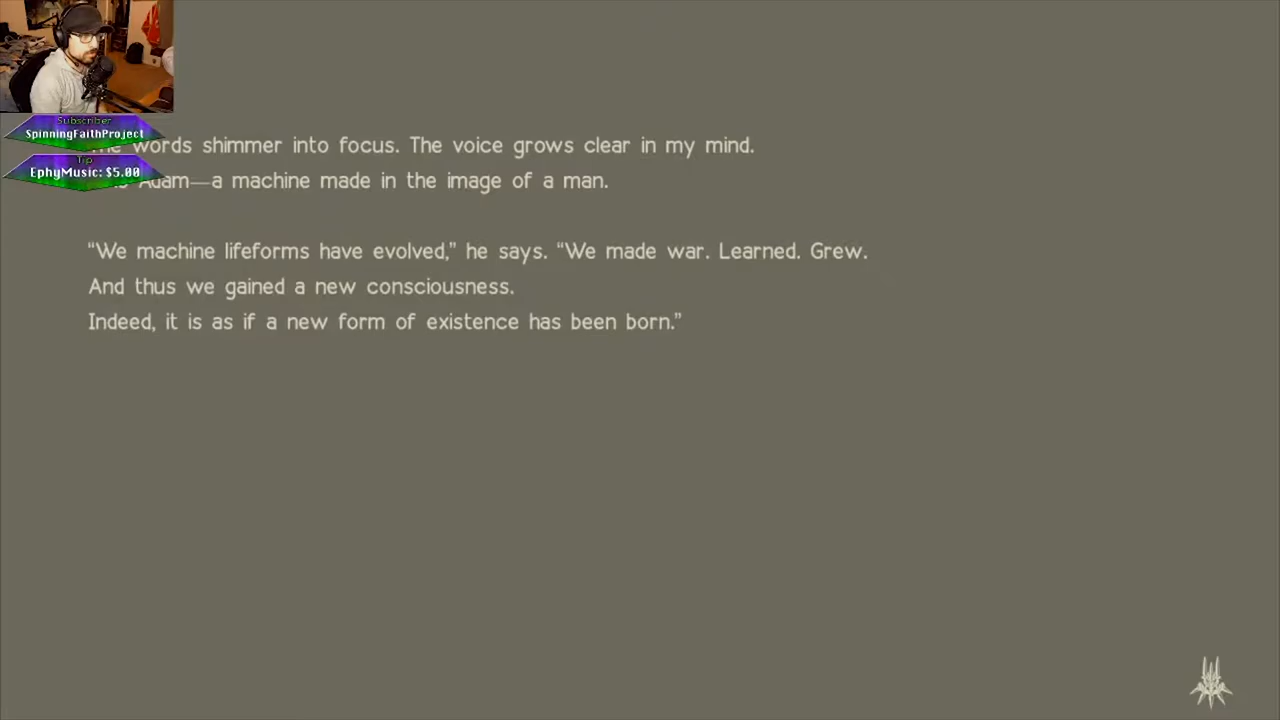 Subscriber
SpinningFaithProject
Tip
EphyMusic: $5.00
words shimmer into focus. The voice grows clear in my mind.
Adam—a machine made in the image of a man.
“We machine lifeforms have evolved,” he says. “We made war. Learned. Grew.
And thus we gained a new consciousness.
Indeed, it is as if a new form of existence has been born.”